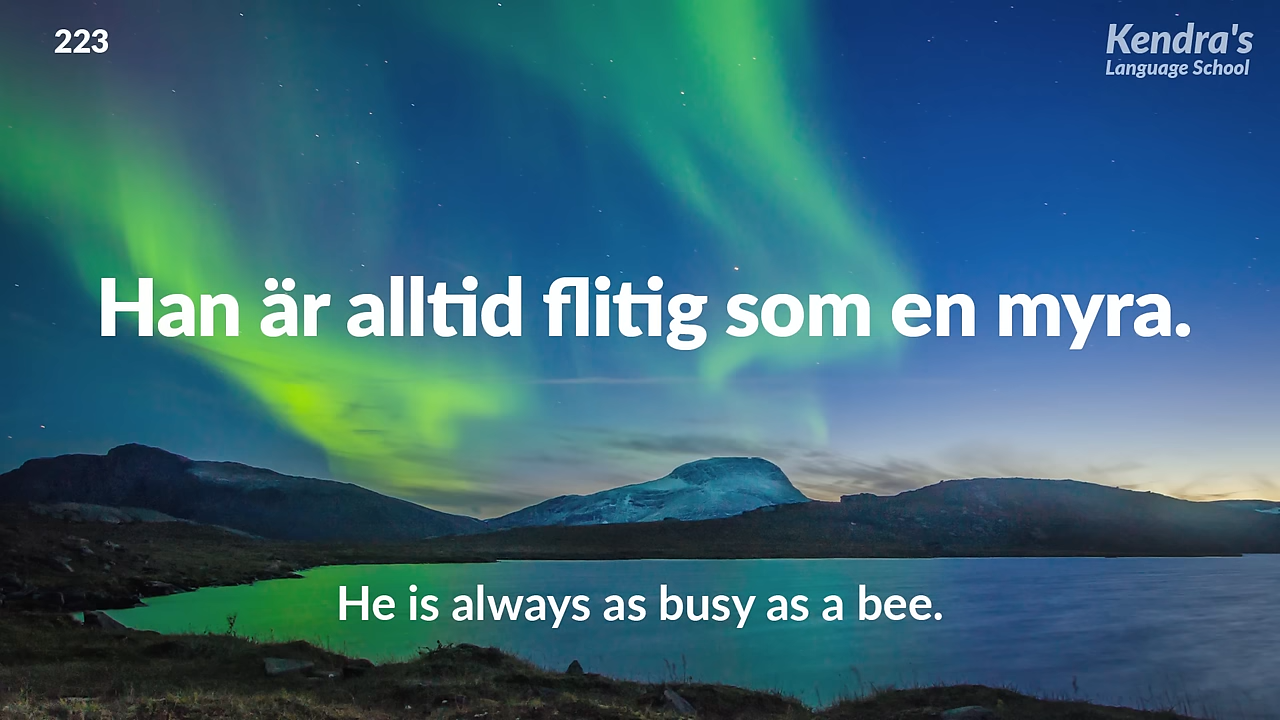 223
Kendra's
Language School
Han är alltid flitig som en myra.
He is always as busy as a bee.